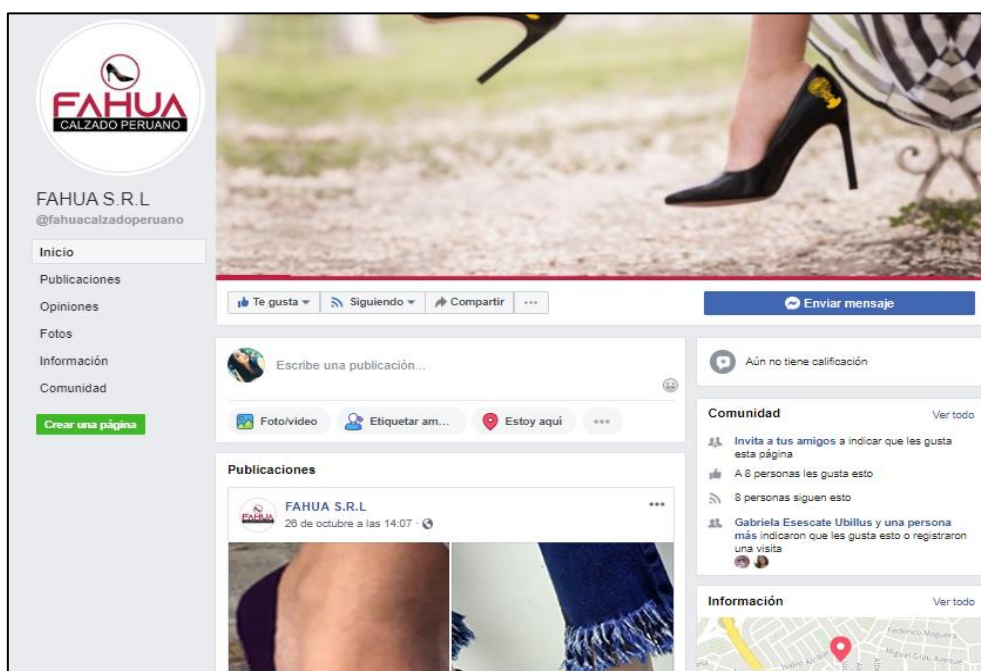 FAHUA
CALZADO PERUANO
FAHUA S.R.L
@fahuacalzadoperuano
Inicio
Publicaciones
Opiniones
Fotos
Información
Comunidad
Crear una página
Te gusta
Siguiendo
Compartir
Enviar mensaje
Escribe una publicación...
Foto/video
Etiquetar am...
Estoy aquí
Publicaciones
FAHUA
FAHUA S.R.L
26 de octubre a las 14:07
Aún no tiene calificación
Comunidad
Ver todo
Invita a tus amigos a indicar que les gusta
esta página
A 8 personas les gusta esto
8 personas siguen esto
Gabriela Esescate Ubillus y una persona
más indicaron que les gusta esto o registraron
una visita
Información
Ver todo
Federico Noguera
Miguel Grau Avenue